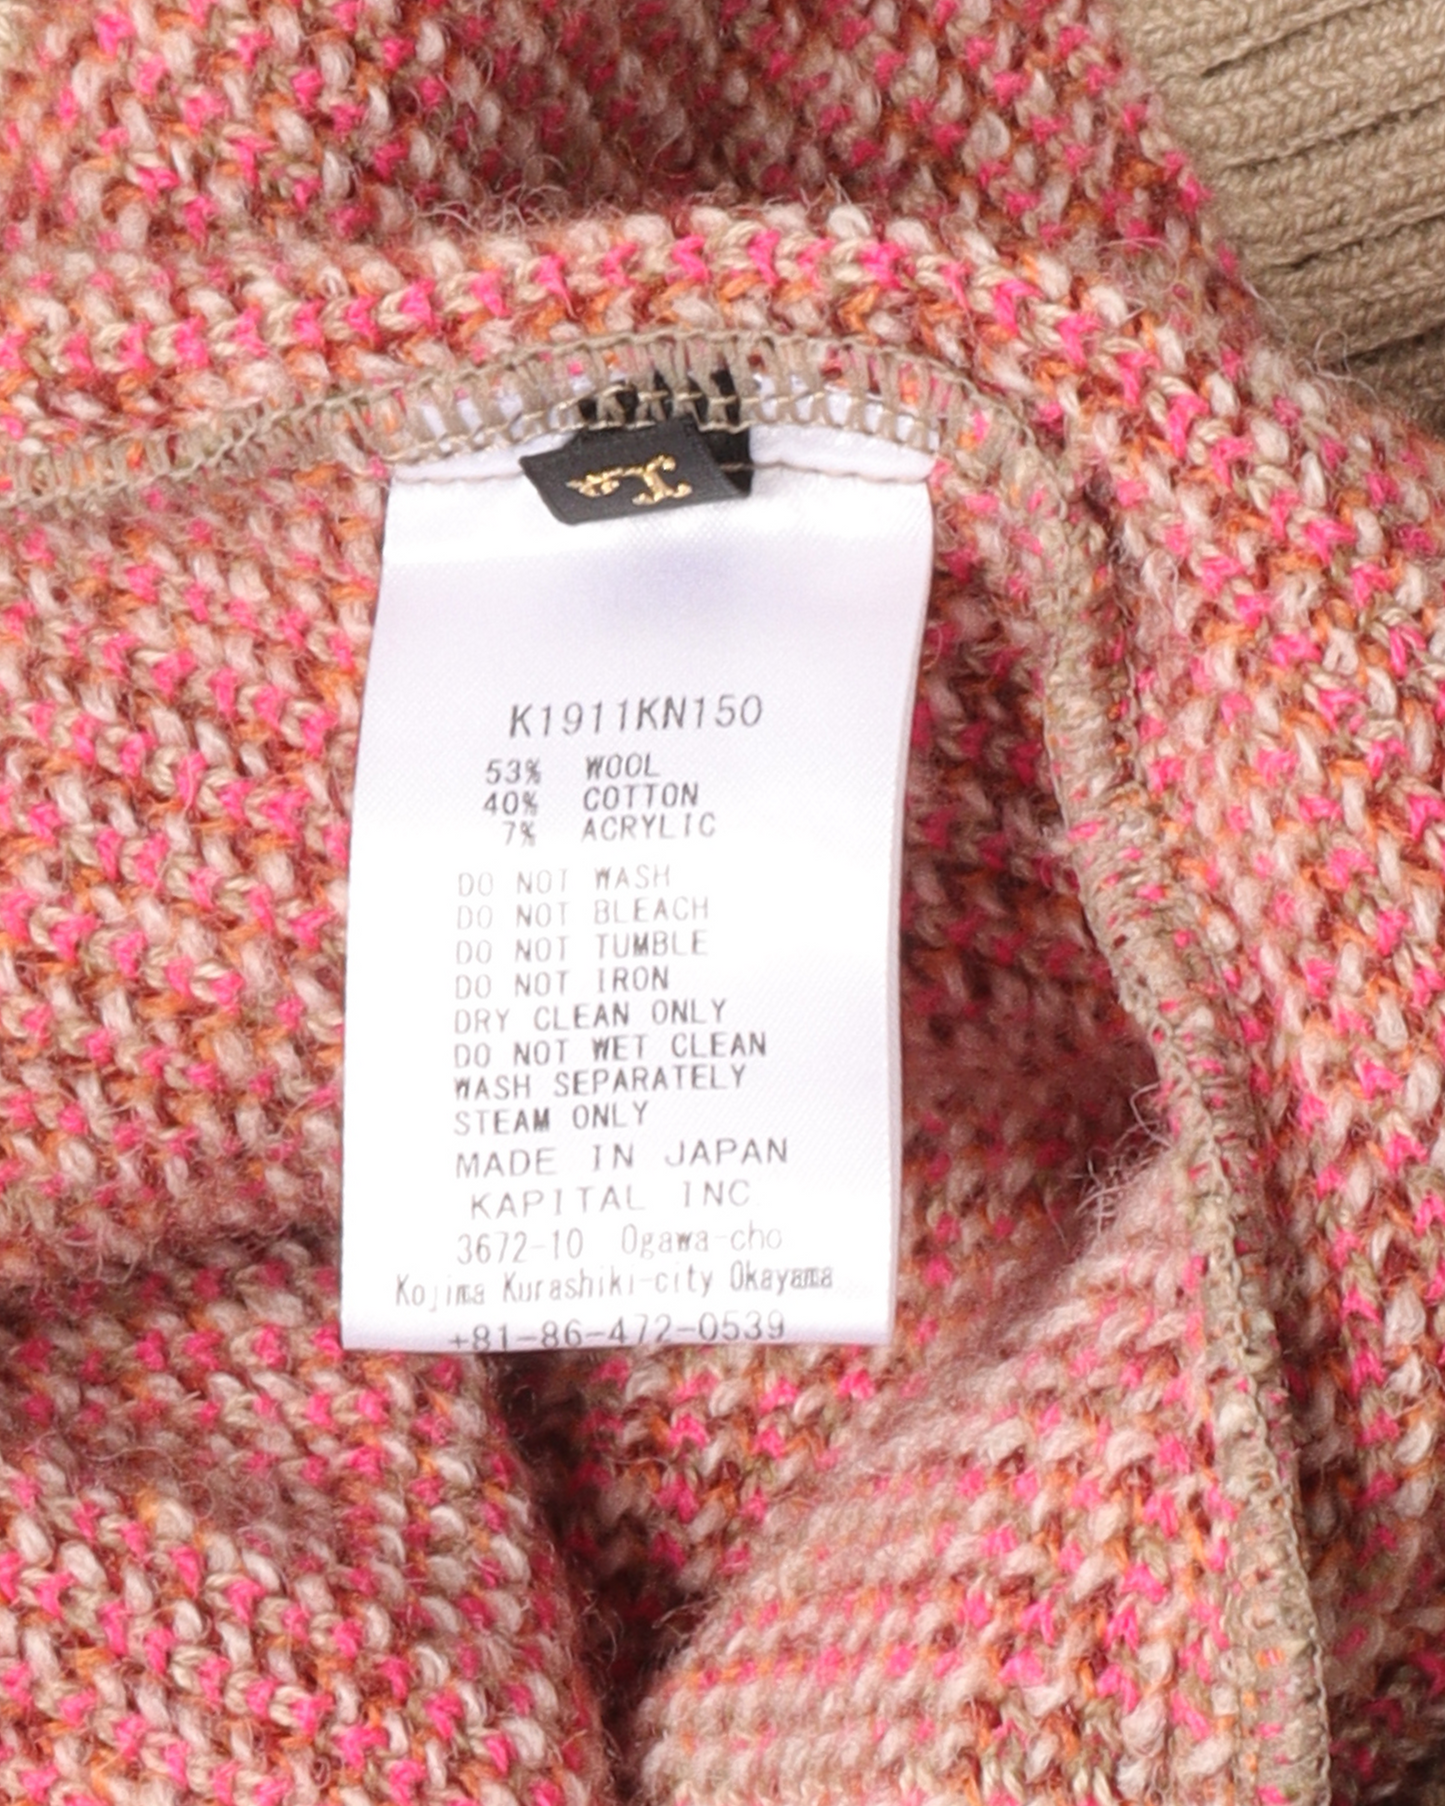 K1911KN150
53% WOOL
40% COTTON
7% ACRYLIC
DO NOT WASH
DO NOT BLEACH
DO NOT TUMBLE
DO NOT IRON
DRY CLEAN ONLY
DO NOT WET CLEAN
WASH SEPARATELY
STEAM ONLY
MADE IN JAPAN
KAPITAL INC.
3672-10 Ogawa-cho
Kojima Kurashiki-city Okayama
+81-86-472-0539